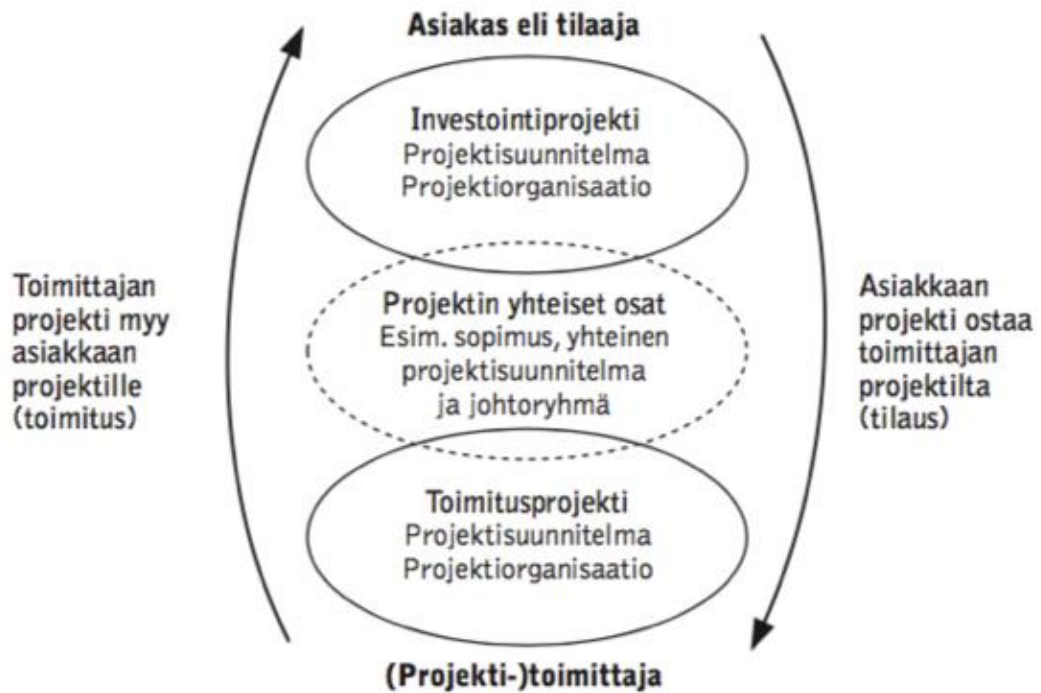 Asiakas eli tilaaja
Investointiprojekti
Projektisuunnitelma
Projektiorganisaatio
Toimittajan
projekti myy
asiakkaan
projektille
(toimitus)
Projektin yhteiset osat
Esim. sopimus, yhteinen
projektisuunnitelma
ja johtoryhmä
Asiakkaan
projekti ostaa
toimittajan
projektilta
(tilaus)
Toimitusprojekti
Projektisuunnitelma
Projektiorganisaatio
(Projekti-)toimittaja